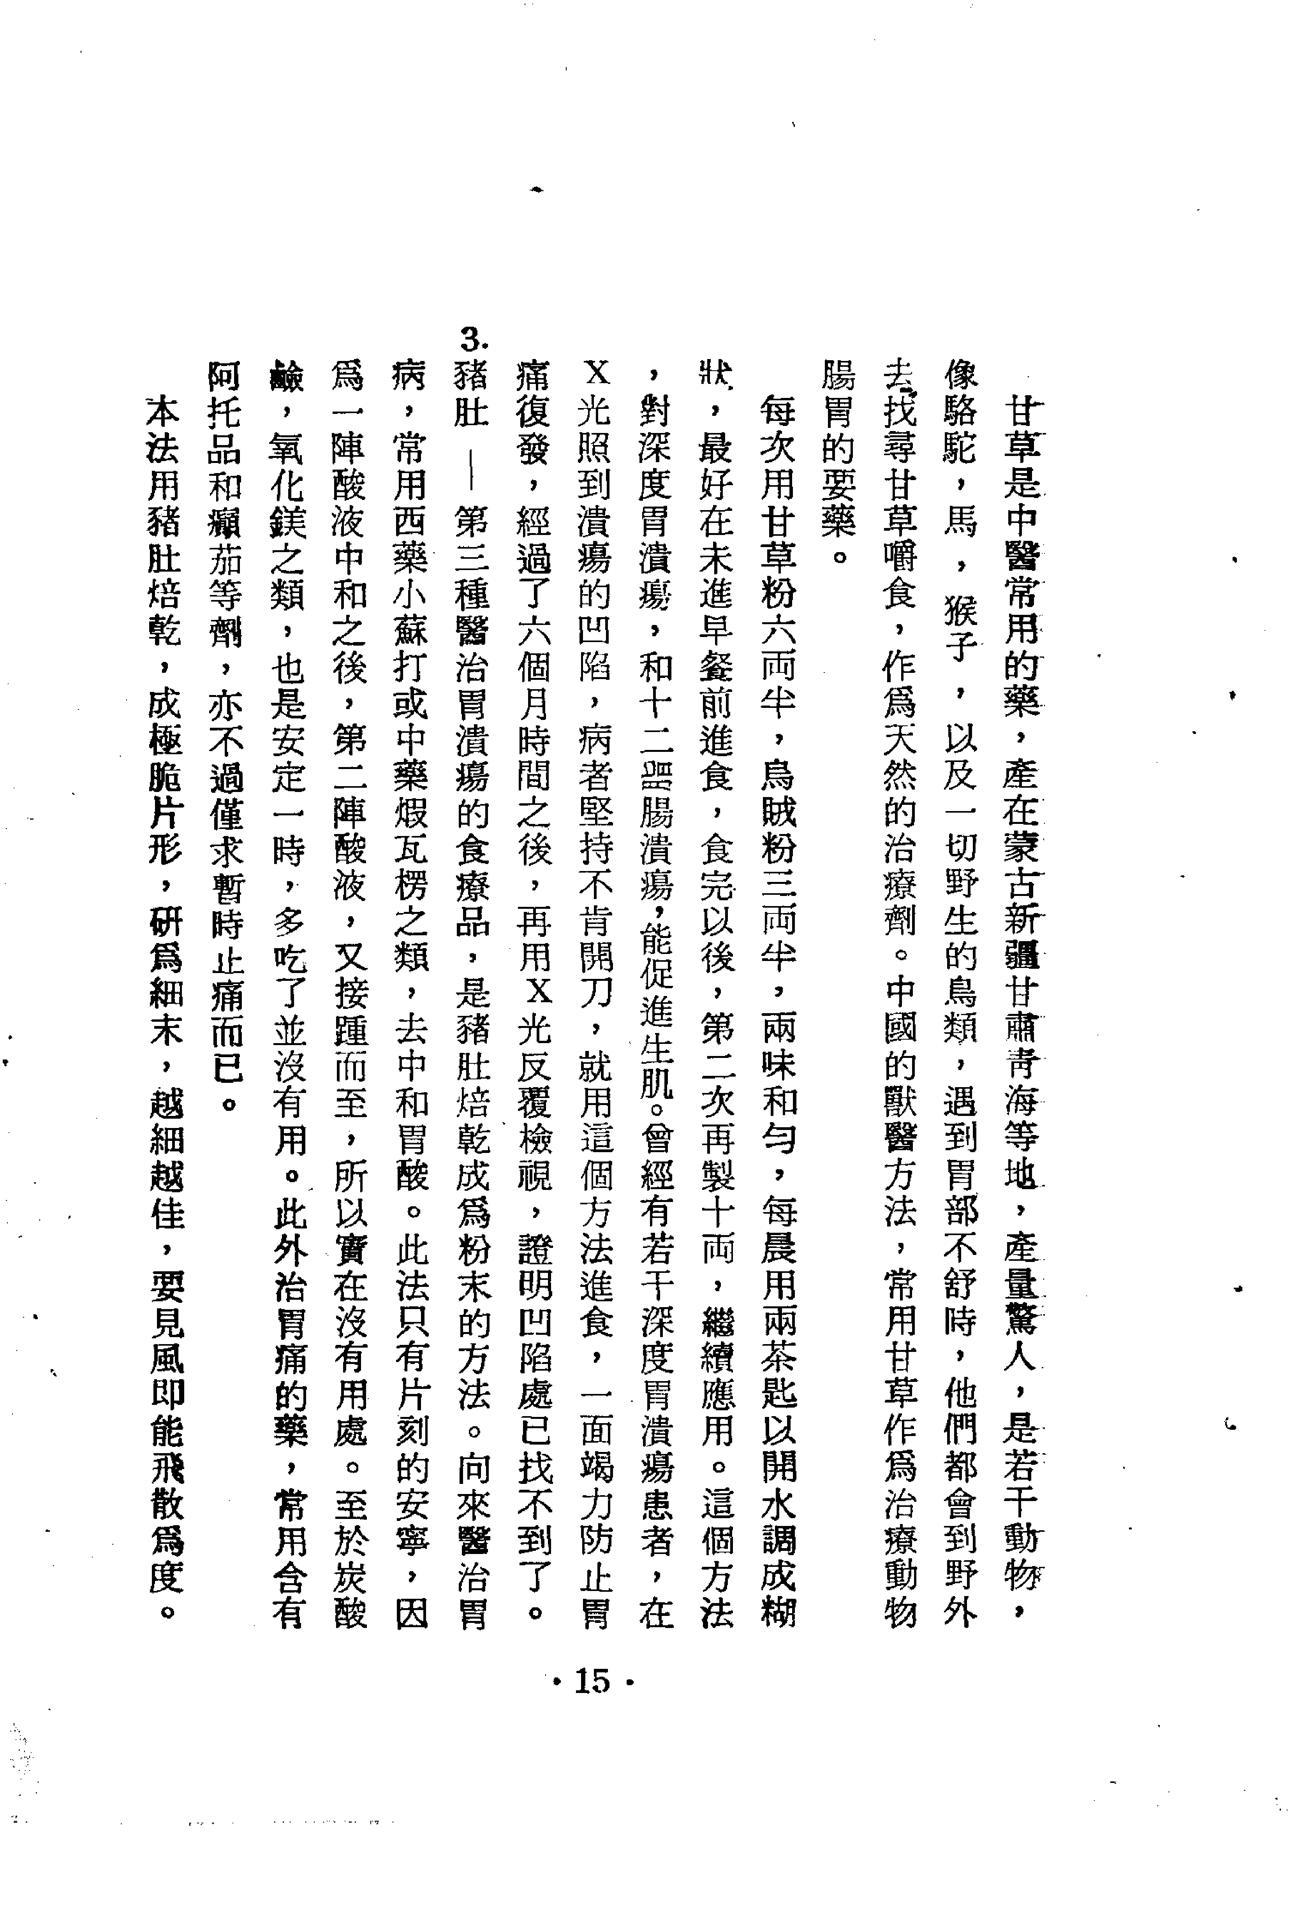 甘草是中醫常用的藥，產在蒙古新疆甘肅靑海等地，產量驚人，是若干動物，
像駱駝，馬，猴子，以及一切野生的鳥類，遇到胃部不舒時，他們都會到野外
去找尋甘草嚼食，作爲天然的治療劑。中國的獸醫方法，常用甘草作爲治療動物
腸胃的要藥。
每次用甘草粉六両半，烏賊粉三両半，兩味和勻，每晨用兩茶匙以開水調成糊
狀，最好在未進早餐前進食，食完以後，第二次再製十両，繼續應用。這個方法
，對深度胃潰瘍，和十二指腸潰瘍，能促進生肌。曾經有若干深度胃潰瘍患者，在
X光照到潰瘍的凹陷，病者堅持不肯開刀，就用這個方法進食，一面竭力防止胃
痛復發，經過了六個月時間之後，再用X光反覆檢視，證明凹陷處已找不到了。
3.豬肚 — 第三種醫治胃潰瘍的食療品，是豬肚焙乾成爲粉末的方法。向來醫治胃
病，常用西藥小蘇打或中藥煆瓦楞之類，去中和胃酸。此法只有片刻的安寧，因
爲一陣酸液中和之後，第二陣酸液，又接踵而至，所以實在沒有用處。至於炭酸
鹼，氧化鎂之類，也是安定一時，多吃了並沒有用。此外治胃痛的藥，常用含有
阿托品和癲茄等劑，亦不過僅求暫時止痛而已。
本法用豬肚焙乾，成極脆片形，研爲細末，越細越佳，要見風即能飛散爲度。
·15·